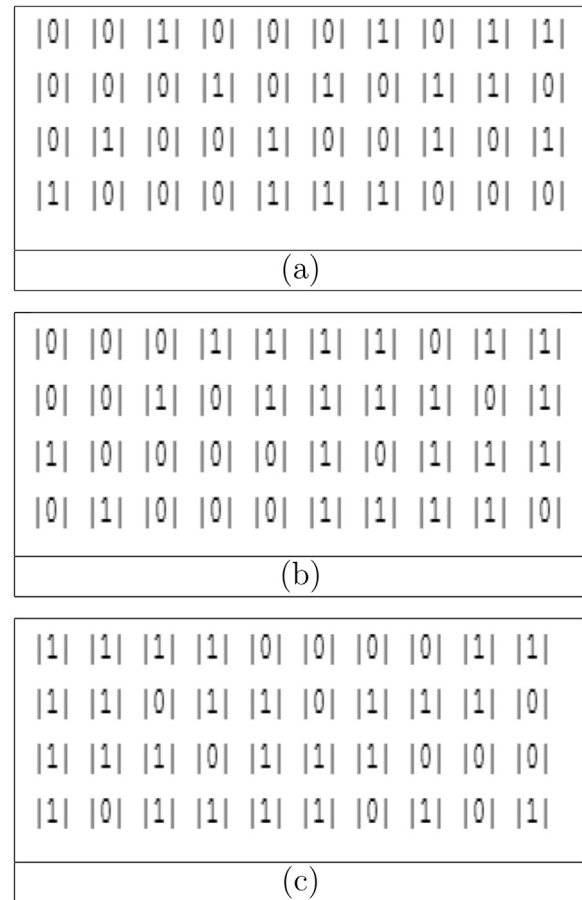 |0| |0| |1| |0| |0| |0| |1| |0| |1| |1|
|0| |0| |0| |1| |0| |1| |0| |1| |1| |0|
|0| |1| |0| |0| |1| |0| |0| |1| |0| |1|
|1| |0| |0| |0| |1| |1| |1| |0| |0| |0|
(a)
|0| |0| |0| |1| |1| |1| |1| |0| |1| |1|
|0| |0| |1| |0| |1| |1| |1| |1| |0| |1|
|1| |0| |0| |0| |0| |1| |0| |1| |1| |1|
|0| |1| |0| |0| |0| |1| |1| |1| |1| |0|
(b)
|1| |1| |1| |1| |0| |0| |0| |0| |1| |1|
|1| |1| |0| |1| |1| |0| |1| |1| |1| |0|
|1| |1| |1| |0| |1| |1| |1| |0| |0| |0|
|1| |0| |1| |1| |1| |1| |0| |1| |0| |1|
(c)